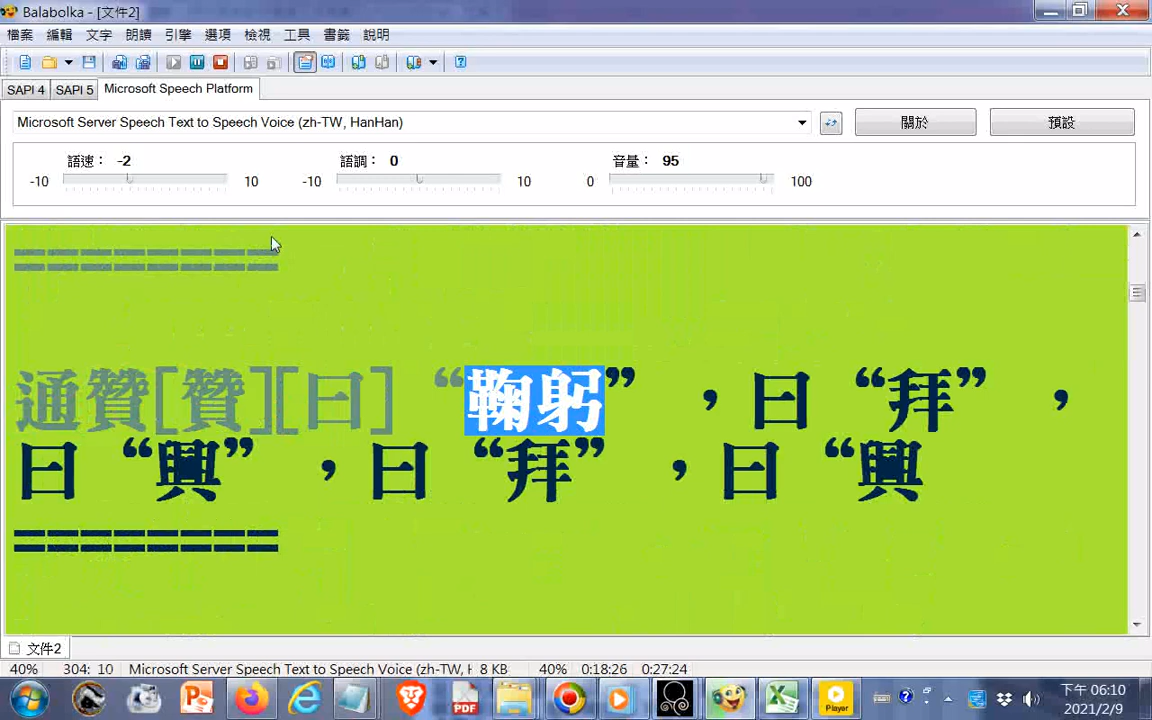 Balabolka - [文件2]
檔案 編輯 文字 朗讀 引擎 選項 檢視 工具 書籤 說明
SAPI 4 SAPI 5 Microsoft Speech Platform
Microsoft Server Speech Text to Speech Voice (zh-TW, HanHan) 關於 預設
語速： -2 語調： 0 音量： 95
-10 10 -10 10 0 100
================
通贊[贊][曰] “鞠躬” ，曰 “拜” ，
曰 “興” ，曰 “拜” ，曰 “興
================
文件2
40% 304: 10 Microsoft Server Speech Text to Speech Voice (zh-TW, H 8 KB 40% 0:18:26 0:27:24
PDF Player 下午 06:10
2021/2/9